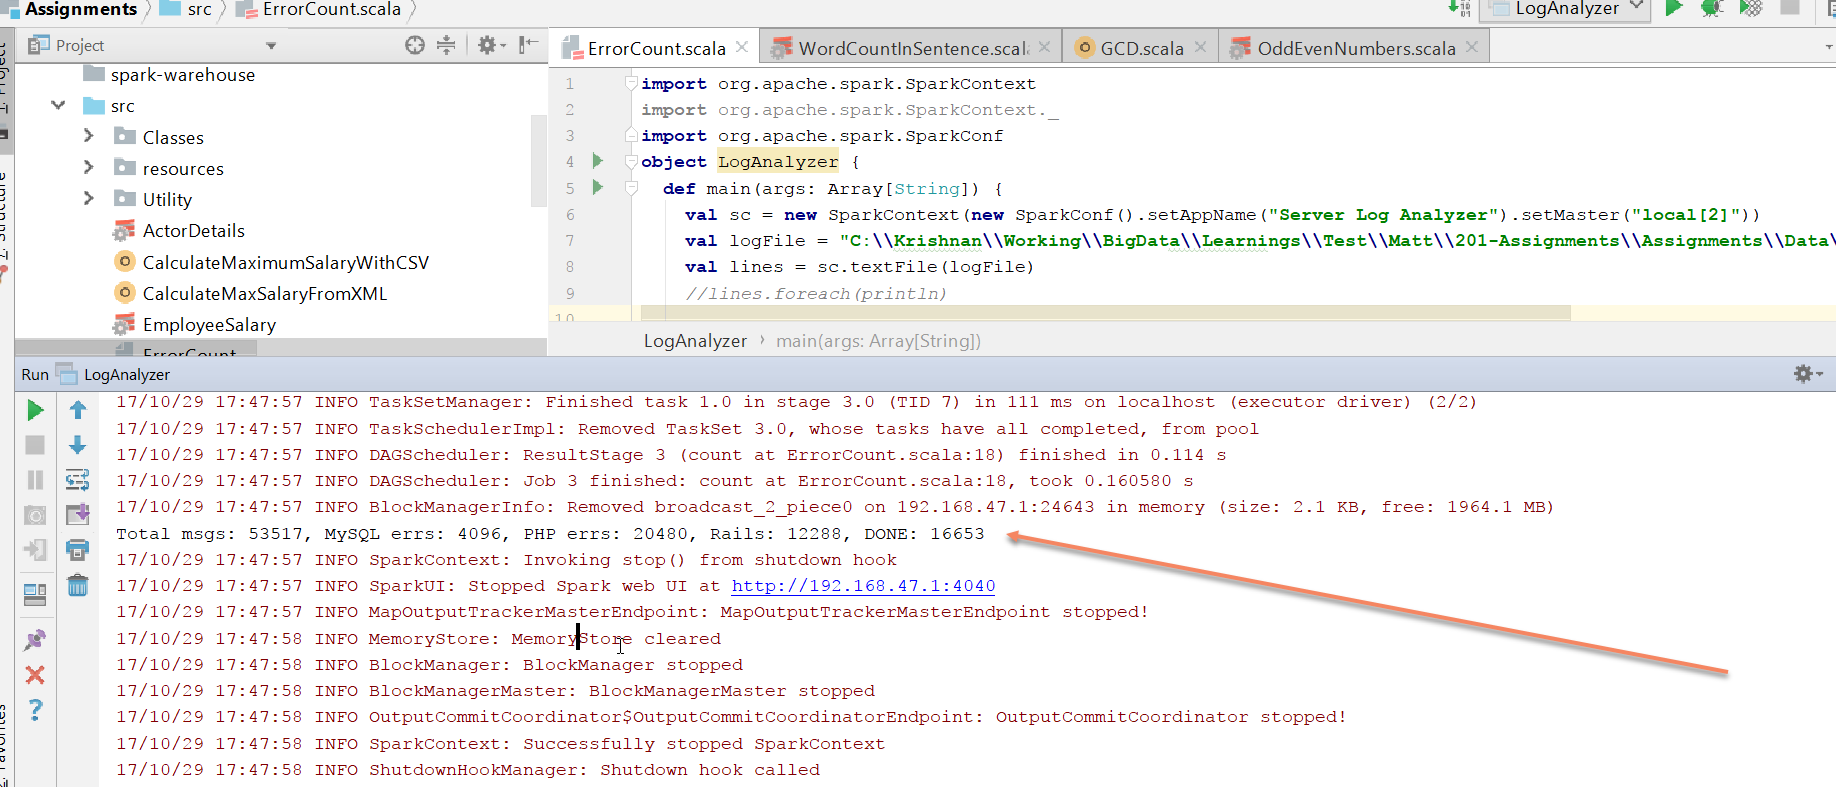 Assignments src ErrorCount.scala LogAnalyzer
1: Project
Project
ErrorCount.scala WordCountInSentence.scal GCD.scala OddEvenNumbers.scala
spark-warehouse
src
Classes
resources
Utility
ActorDetails
CalculateMaximumSalaryWithCSV
CalculateMaxSalaryFromXML
EmployeeSalary
ErrorCount
1 import org.apache.spark.SparkContext
2 import org.apache.spark.SparkContext._
3 import org.apache.spark.SparkConf
4 object LogAnalyzer {
5 def main(args: Array[String]) {
6 val sc = new SparkContext(new SparkConf().setAppName("Server Log Analyzer").setMaster("local[2]"))
7 val logFile = "C:\\Krishnan\\Working\\BigData\\Learnings\\Test\\Matt\\201-Assignments\\Assignments\\Data\
8 val lines = sc.textFile(logFile)
9 //lines.foreach(println)
10
LogAnalyzer › main(args: Array[String])
Z: Structure
Run LogAnalyzer
17/10/29 17:47:57 INFO TaskSetManager: Finished task 1.0 in stage 3.0 (TID 7) in 111 ms on localhost (executor driver) (2/2)
17/10/29 17:47:57 INFO TaskSchedulerImpl: Removed TaskSet 3.0, whose tasks have all completed, from pool
17/10/29 17:47:57 INFO DAGScheduler: ResultStage 3 (count at ErrorCount.scala:18) finished in 0.114 s
17/10/29 17:47:57 INFO DAGScheduler: Job 3 finished: count at ErrorCount.scala:18, took 0.160580 s
17/10/29 17:47:57 INFO BlockManagerInfo: Removed broadcast_2_piece0 on 192.168.47.1:24643 in memory (size: 2.1 KB, free: 1964.1 MB)
Total msgs: 53517, MySQL errs: 4096, PHP errs: 20480, Rails: 12288, DONE: 16653
17/10/29 17:47:57 INFO SparkContext: Invoking stop() from shutdown hook
17/10/29 17:47:57 INFO SparkUI: Stopped Spark web UI at http://192.168.47.1:4040
17/10/29 17:47:57 INFO MapOutputTrackerMasterEndpoint: MapOutputTrackerMasterEndpoint stopped!
17/10/29 17:47:58 INFO MemoryStore: MemoryStore cleared
17/10/29 17:47:58 INFO BlockManager: BlockManager stopped
17/10/29 17:47:58 INFO BlockManagerMaster: BlockManagerMaster stopped
17/10/29 17:47:58 INFO OutputCommitCoordinator$OutputCommitCoordinatorEndpoint: OutputCommitCoordinator stopped!
17/10/29 17:47:58 INFO SparkContext: Successfully stopped SparkContext
17/10/29 17:47:58 INFO ShutdownHookManager: Shutdown hook called
Favorites